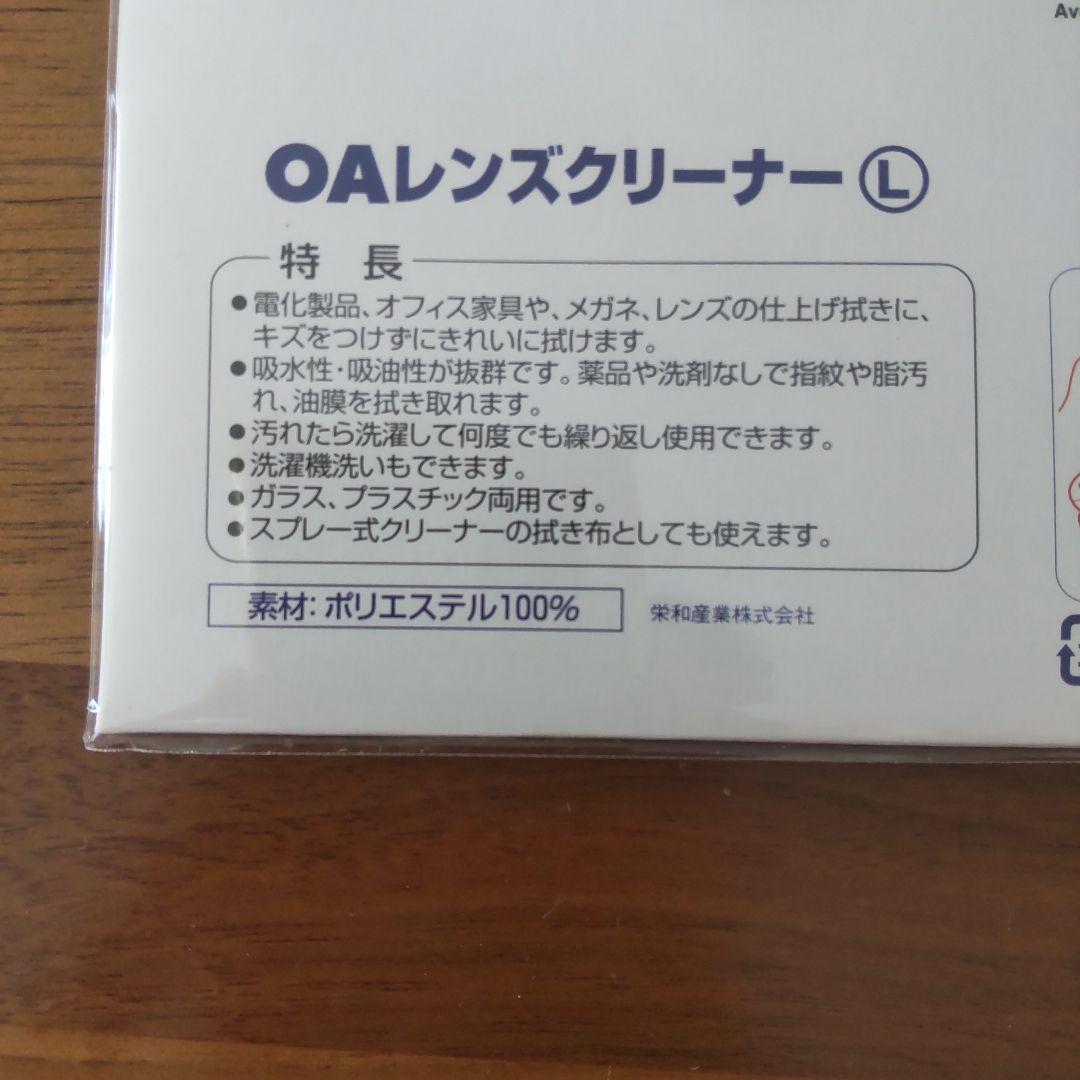 Av
OAレンズクリーナーⓁ
特 長
●電化製品、オフィス家具や、メガネ、レンズの仕上げ拭きに、
キズをつけずにきれいに拭けます。
●吸水性・吸油性が抜群です。薬品や洗剤なしで指紋や脂汚
れ、油膜を拭き取れます。
●汚れたら洗濯して何度でも繰り返し使用できます。
●洗濯機洗いもできます。
●ガラス、プラスチック両用です。
●スプレー式クリーナーの拭き布としても使えます。
素材：ポリエステル100%
栄和産業株式会社